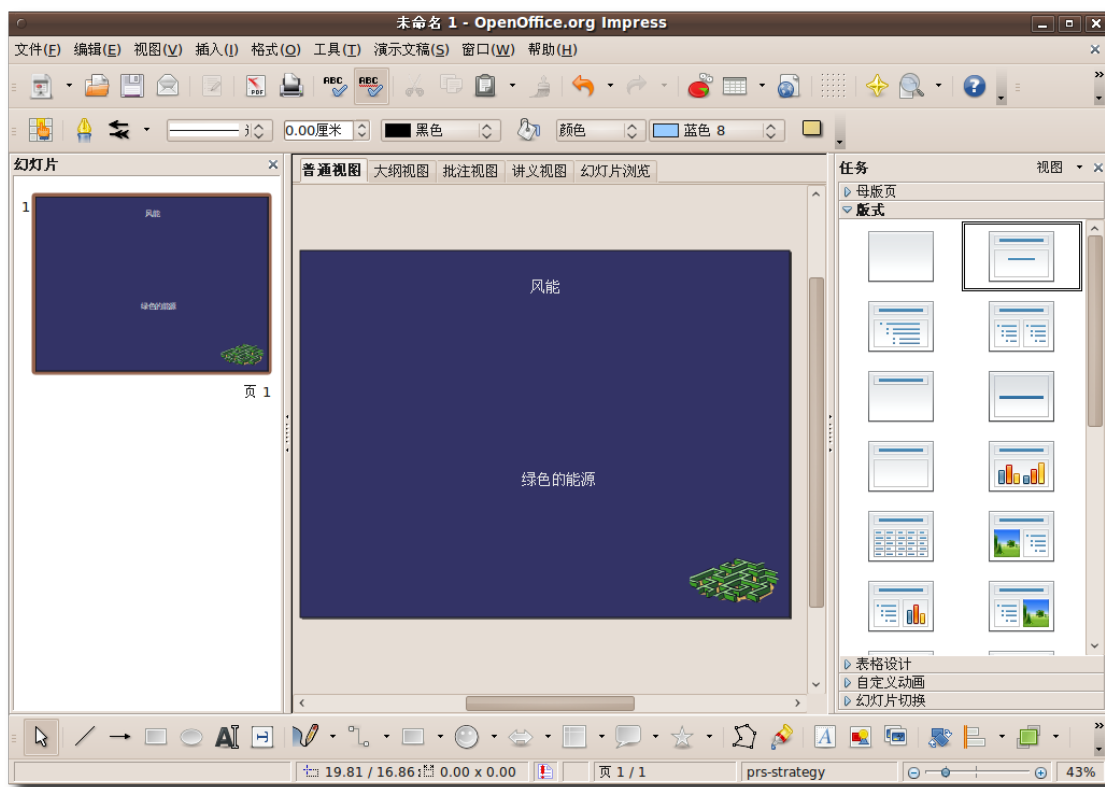 未命名 1 - OpenOffice.org Impress
文件(F) 编辑(E) 视图(V) 插入(I) 格式(O) 工具(T) 演示文稿(S) 窗口(W) 帮助(H)
PDF ABC ABC
0.00厘米 黑色 颜色 蓝色 8
幻灯片
1
风能
绿色的能源
页 1
普通视图 大纲视图 批注视图 讲义视图 幻灯片浏览
风能
绿色的能源
任务 视图
母版页
版式
表格设计
自定义动画
幻灯片切换
19.81 / 16.86 0.00 x 0.00 页 1 / 1 prs-strategy 43%